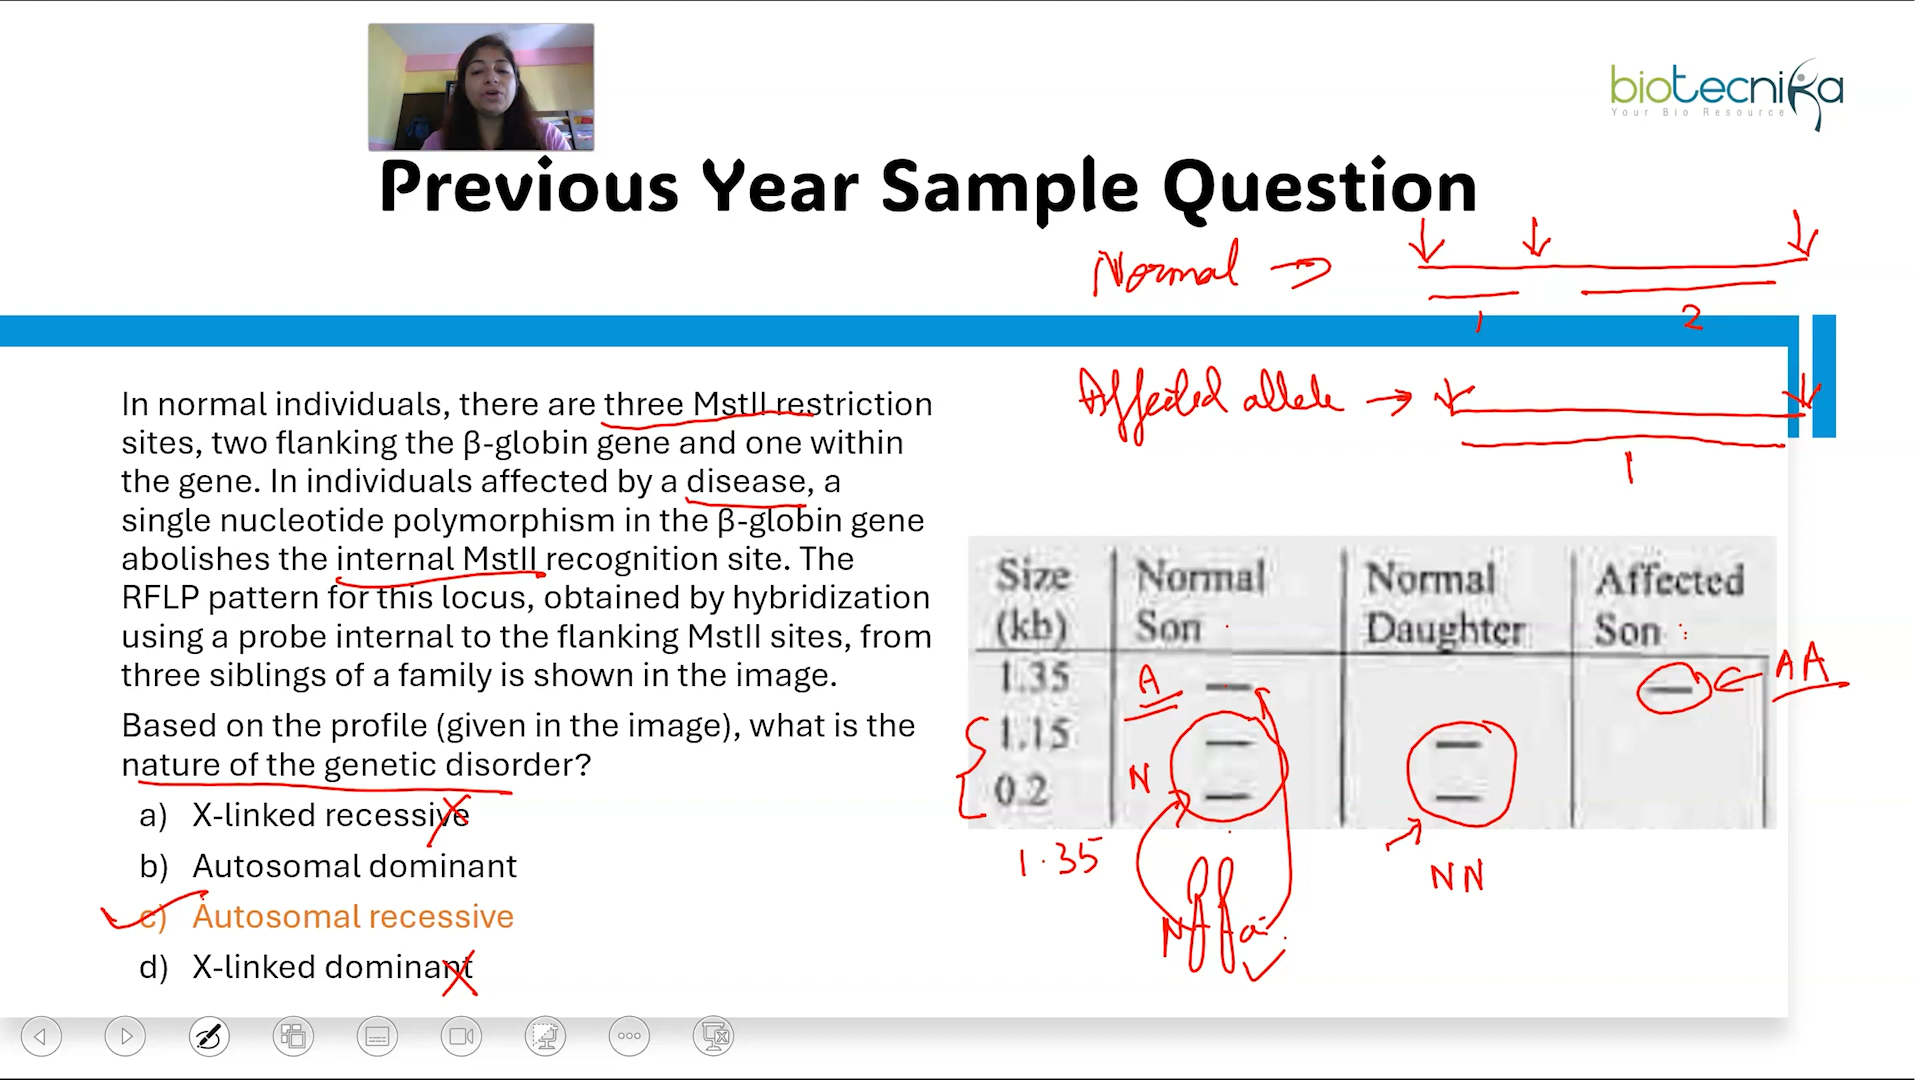 biotecnika
Your Bio Resource
Previous Year Sample Question
Normal →
1
2
Affected allele →
1
In normal individuals, there are three MstII restriction
sites, two flanking the β-globin gene and one within
the gene. In individuals affected by a disease, a
single nucleotide polymorphism in the β-globin gene
abolishes the internal MstII recognition site. The
RFLP pattern for this locus, obtained by hybridization
using a probe internal to the flanking MstII sites, from
three siblings of a family is shown in the image.
Based on the profile (given in the image), what is the
nature of the genetic disorder?
a) X-linked recessive
b) Autosomal dominant
c) Autosomal recessive
d) X-linked dominant
Size (kb)
Normal Son
Normal Daughter
Affected Son
1.35
A
AA
1.15
N
0.2
1.35
NN
N a